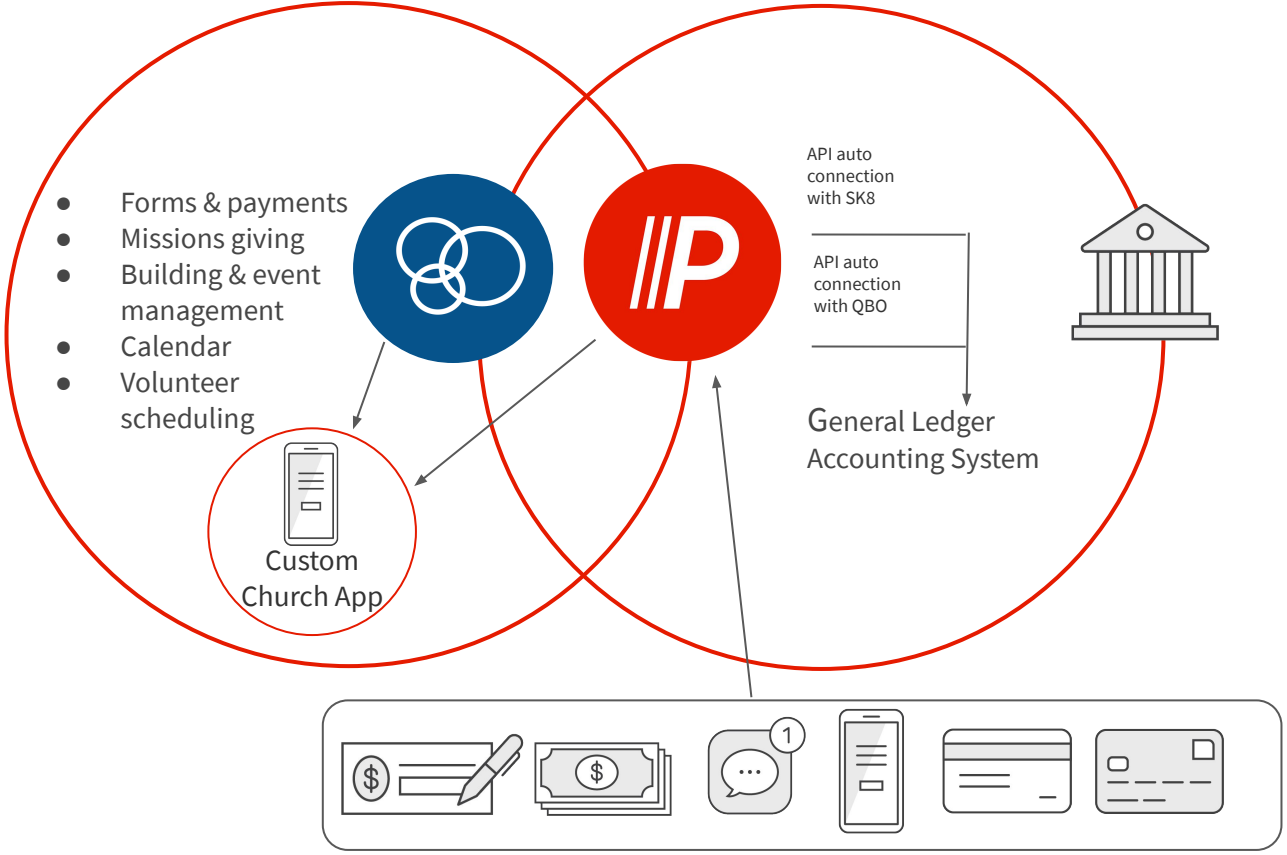 ● Forms & payments
● Missions giving
● Building & event
management
● Calendar
● Volunteer
scheduling
P
API auto
connection
with SK8
API auto
connection
with QBO
General Ledger
Accounting System
Custom
Church App
$
$
1